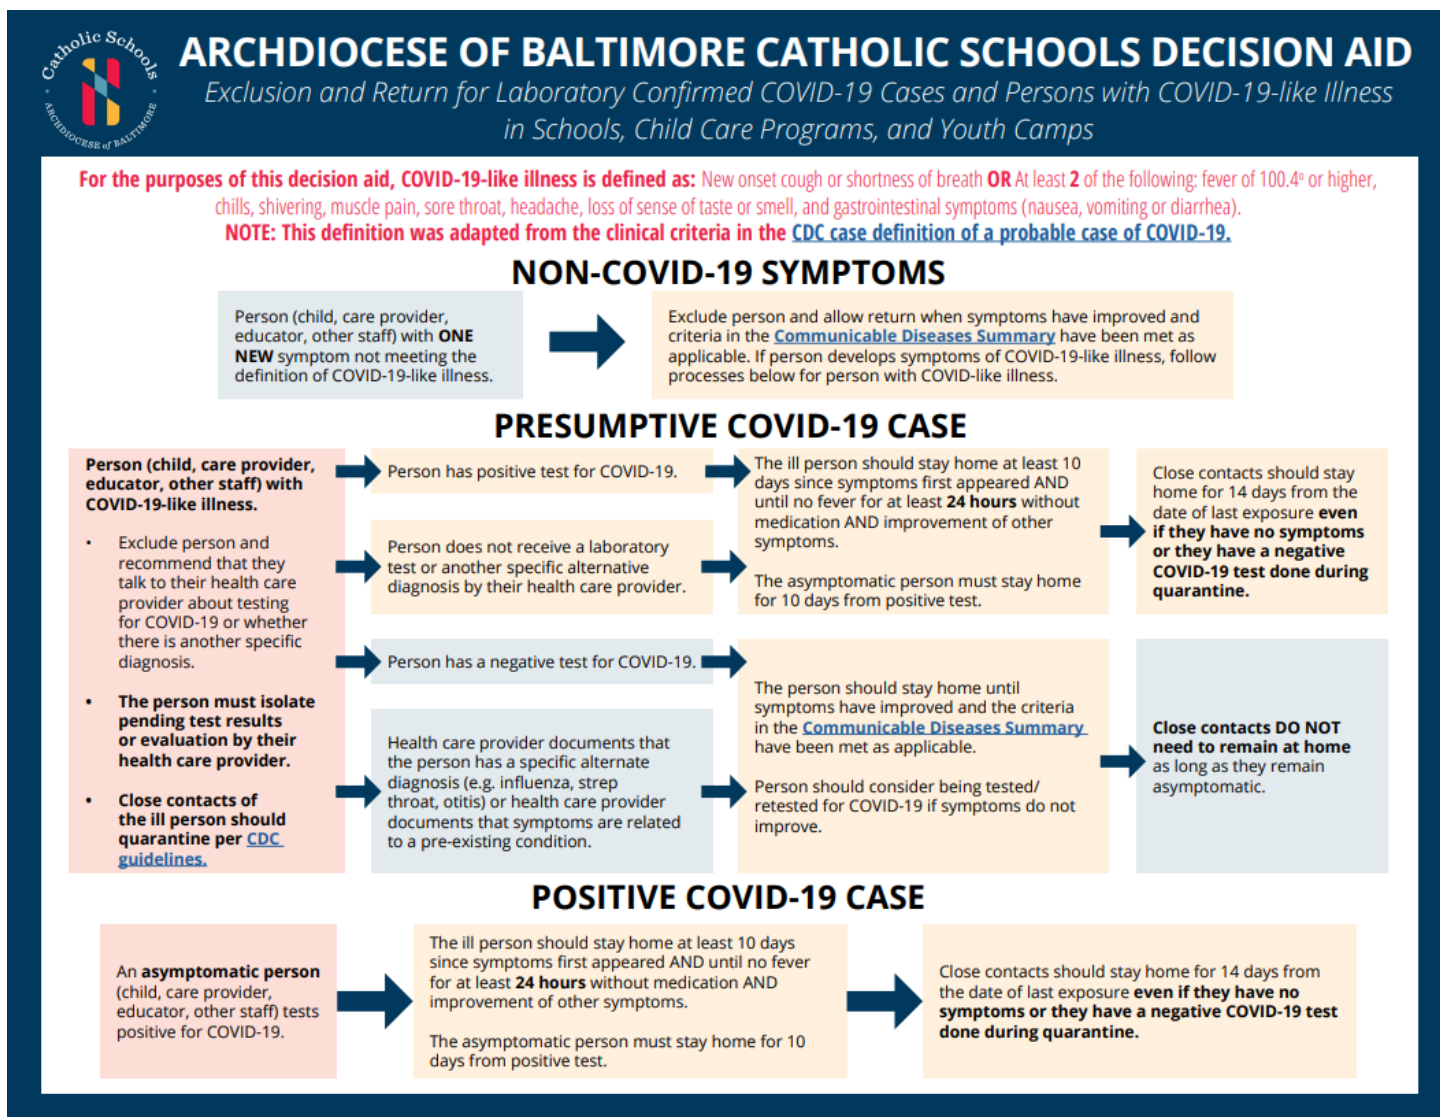 Catholic Schools
ARCHDIOCESE of BALTIMORE
ARCHDIOCESE OF BALTIMORE CATHOLIC SCHOOLS DECISION AID
Exclusion and Return for Laboratory Confirmed COVID-19 Cases and Persons with COVID-19-like Illness
in Schools, Child Care Programs, and Youth Camps
For the purposes of this decision aid, COVID-19-like illness is defined as: New onset cough or shortness of breath OR At least 2 of the following: fever of 100.4º or higher,
chills, shivering, muscle pain, sore throat, headache, loss of sense of taste or smell, and gastrointestinal symptoms (nausea, vomiting or diarrhea).
NOTE: This definition was adapted from the clinical criteria in the CDC case definition of a probable case of COVID-19.
NON-COVID-19 SYMPTOMS
Person (child, care provider,
educator, other staff) with ONE
NEW symptom not meeting the
definition of COVID-19-like illness.
Exclude person and allow return when symptoms have improved and
criteria in the Communicable Diseases Summary have been met as
applicable. If person develops symptoms of COVID-19-like illness, follow
processes below for person with COVID-like illness.
PRESUMPTIVE COVID-19 CASE
Person (child, care provider,
educator, other staff) with
COVID-19-like illness.
• Exclude person and
recommend that they
talk to their health care
provider about testing
for COVID-19 or whether
there is another specific
diagnosis.
• The person must isolate
pending test results
or evaluation by their
health care provider.
• Close contacts of
the ill person should
quarantine per CDC
guidelines.
Person has positive test for COVID-19.
Person does not receive a laboratory
test or another specific alternative
diagnosis by their health care provider.
The ill person should stay home at least 10
days since symptoms first appeared AND
until no fever for at least 24 hours without
medication AND improvement of other
symptoms.
The asymptomatic person must stay home
for 10 days from positive test.
Close contacts should stay
home for 14 days from the
date of last exposure even
if they have no symptoms
or they have a negative
COVID-19 test done during
quarantine.
Person has a negative test for COVID-19.
Health care provider documents that
the person has a specific alternate
diagnosis (e.g. influenza, strep
throat, otitis) or health care provider
documents that symptoms are related
to a pre-existing condition.
The person should stay home until
symptoms have improved and the criteria
in the Communicable Diseases Summary
have been met as applicable.
Person should consider being tested/
retested for COVID-19 if symptoms do not
improve.
Close contacts DO NOT
need to remain at home
as long as they remain
asymptomatic.
POSITIVE COVID-19 CASE
An asymptomatic person
(child, care provider,
educator, other staff) tests
positive for COVID-19.
The ill person should stay home at least 10 days
since symptoms first appeared AND until no fever
for at least 24 hours without medication AND
improvement of other symptoms.
The asymptomatic person must stay home for 10
days from positive test.
Close contacts should stay home for 14 days from
the date of last exposure even if they have no
symptoms or they have a negative COVID-19 test
done during quarantine.